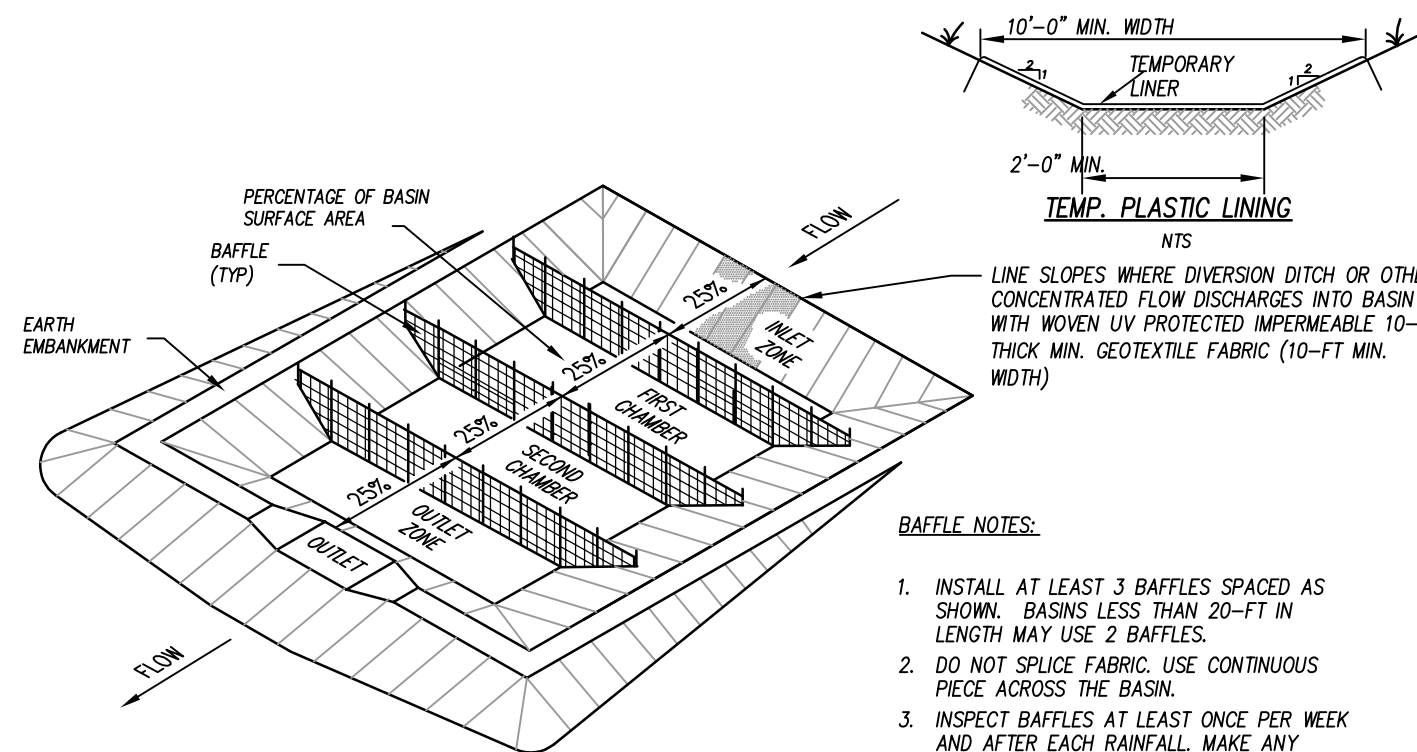 10'-0" MIN. WIDTH
2
1
TEMPORARY
LINER
1
2
2'-0" MIN.
TEMP. PLASTIC LINING
NTS
PERCENTAGE OF BASIN
SURFACE AREA
BAFFLE
(TYP)
EARTH
EMBANKMENT
FLOW
LINE SLOPES WHERE DIVERSION DITCH OR
CONCENTRATED FLOW DISCHARGES INTO BASIN
WITH WOVEN UV PROTECTED IMPERMEABLE 10-
THICK MIN. GEOTEXTILE FABRIC (10-FT MIN.
WIDTH)
25%
INLET
ZONE
25%
FIRST
CHAMBER
25%
SECOND
CHAMBER
25%
OUTLET
ZONE
OUTLET
FLOW
BAFFLE NOTES:
1. INSTALL AT LEAST 3 BAFFLES SPACED AS
SHOWN. BASINS LESS THAN 20-FT IN
LENGTH MAY USE 2 BAFFLES.
2. DO NOT SPLICE FABRIC. USE CONTINUOUS
PIECE ACROSS THE BASIN.
3. INSPECT BAFFLES AT LEAST ONCE PER WEEK
AND AFTER EACH RAINFALL. MAKE ANY